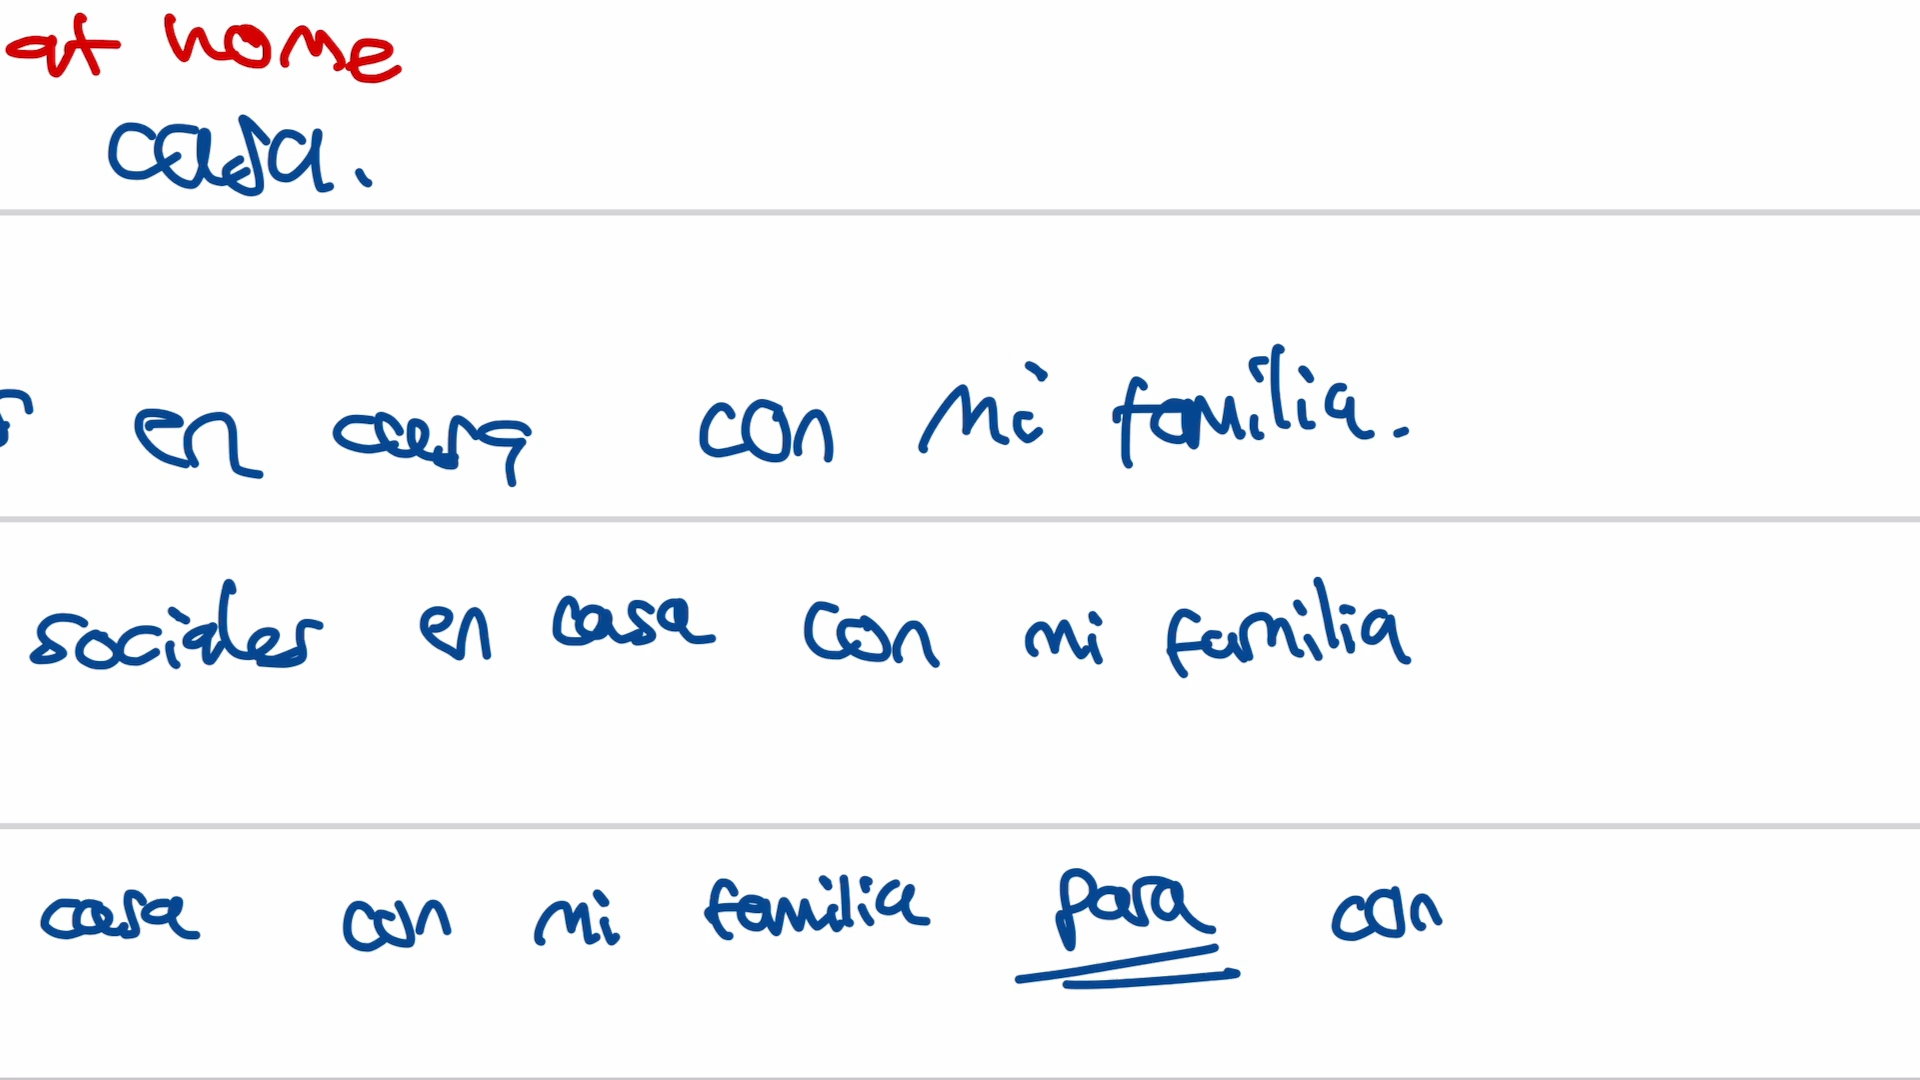 at home
casa.
en casa con mi familia.
sociales en casa con mi familia
casa con mi familia para con